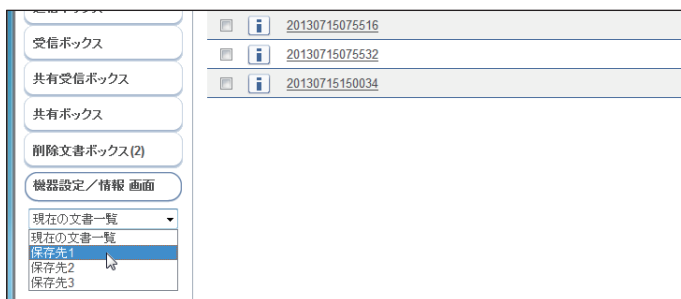 受信ボックス
共有受信ボックス
共有ボックス
削除文書ボックス(2)
機器設定／情報 画面
現在の文書一覧
現在の文書一覧
保存先1
保存先2
保存先3
20130715075516
20130715075532
20130715150034